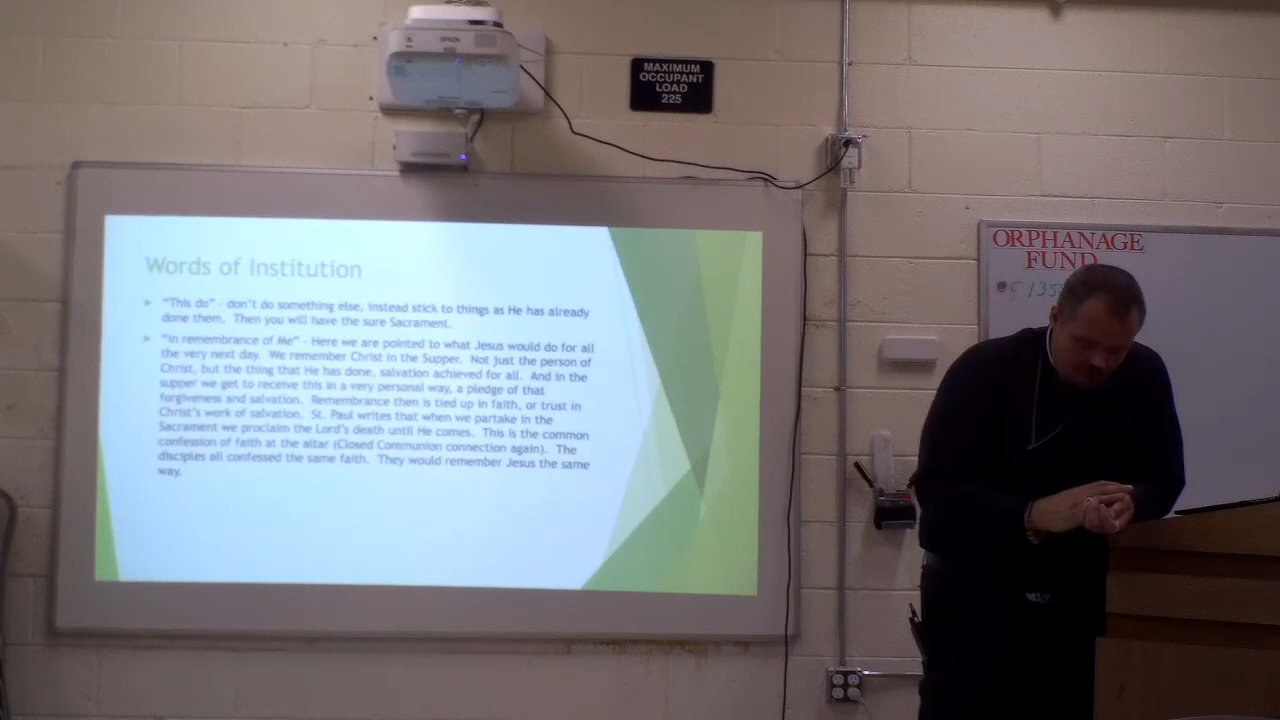 EPSON
MAXIMUM
OCCUPANT
LOAD
225
ORPHANAGE
FUND
Words of Institution
"This do" - don't do something else, instead stick to things as He has already
done them. Then you will have the sure Sacrament.
"In remembrance of Me" - Here we are pointed to what Jesus would do for all
the very next day. We remember Christ in the Supper. Not just the person of
Christ, but the thing that He has done, salvation achieved for all. And in the
supper we get to receive this in a very personal way, a pledge of that
forgiveness and salvation. Remembrance then is tied up in faith, or trust in
Christ's work of salvation. St. Paul writes that when we partake in the
Sacrament we proclaim the Lord's death until He comes. This is the common
confession of faith at the altar (Closed Communion connection again). The
disciples all confessed the same faith. They would remember Jesus the same
way.